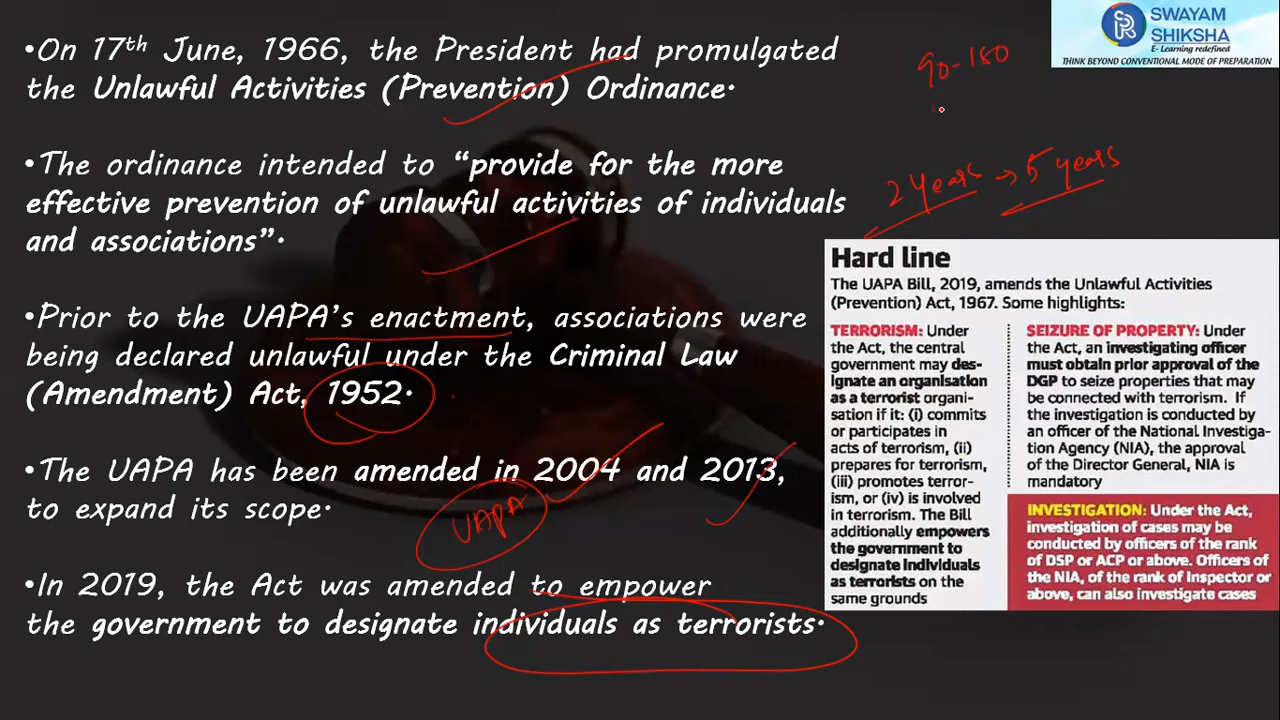 •On 17th June, 1966, the President had promulgated
the Unlawful Activities (Prevention) Ordinance.
•The ordinance intended to “provide for the more
effective prevention of unlawful activities of individuals
and associations”.
•Prior to the UAPA’s enactment, associations were
being declared unlawful under the Criminal Law
(Amendment) Act, 1952.
•The UAPA has been amended in 2004 and 2013,
to expand its scope.
UAPA
•In 2019, the Act was amended to empower
the government to designate individuals as terrorists.
SWAYAM
SHIKSHA
E- Learning redefined
THINK BEYOND CONVENTIONAL MODE OF PREPARATION
90-180
2 years → 5 years
Hard line
The UAPA Bill, 2019, amends the Unlawful Activities
(Prevention) Act, 1967. Some highlights:
TERRORISM: Under
the Act, the central
government may des-
ignate an organisation
as a terrorist organi-
sation if it: (i) commits
or participates in
acts of terrorism, (ii)
prepares for terrorism,
(iii) promotes terror-
ism, or (iv) is involved
in terrorism. The Bill
additionally empowers
the government to
designate individuals
as terrorists on the
same grounds
SEIZURE OF PROPERTY: Under
the Act, an investigating officer
must obtain prior approval of the
DGP to seize properties that may
be connected with terrorism. If
the investigation is conducted by
an officer of the National Investiga-
tion Agency (NIA), the approval
of the Director General, NIA is
mandatory
INVESTIGATION: Under the Act,
investigation of cases may be
conducted by officers of the rank
of DSP or ACP or above. Officers of
the NIA, of the rank of Inspector or
above, can also investigate cases